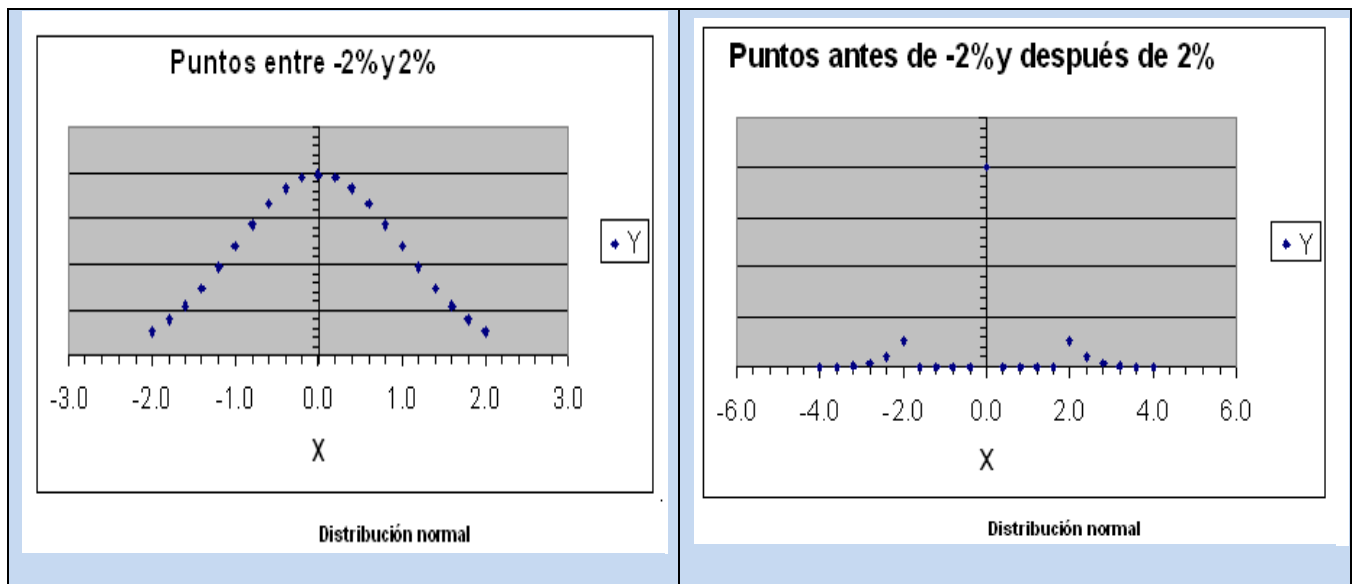 Puntos entre -2% y 2%
Y
-3.0 -2.0 -1.0 0.0 1.0 2.0 3.0
X
Distribución normal
Puntos antes de -2% y después de 2%
Y
-6.0 -4.0 -2.0 0.0 2.0 4.0 6.0
X
Distribución normal